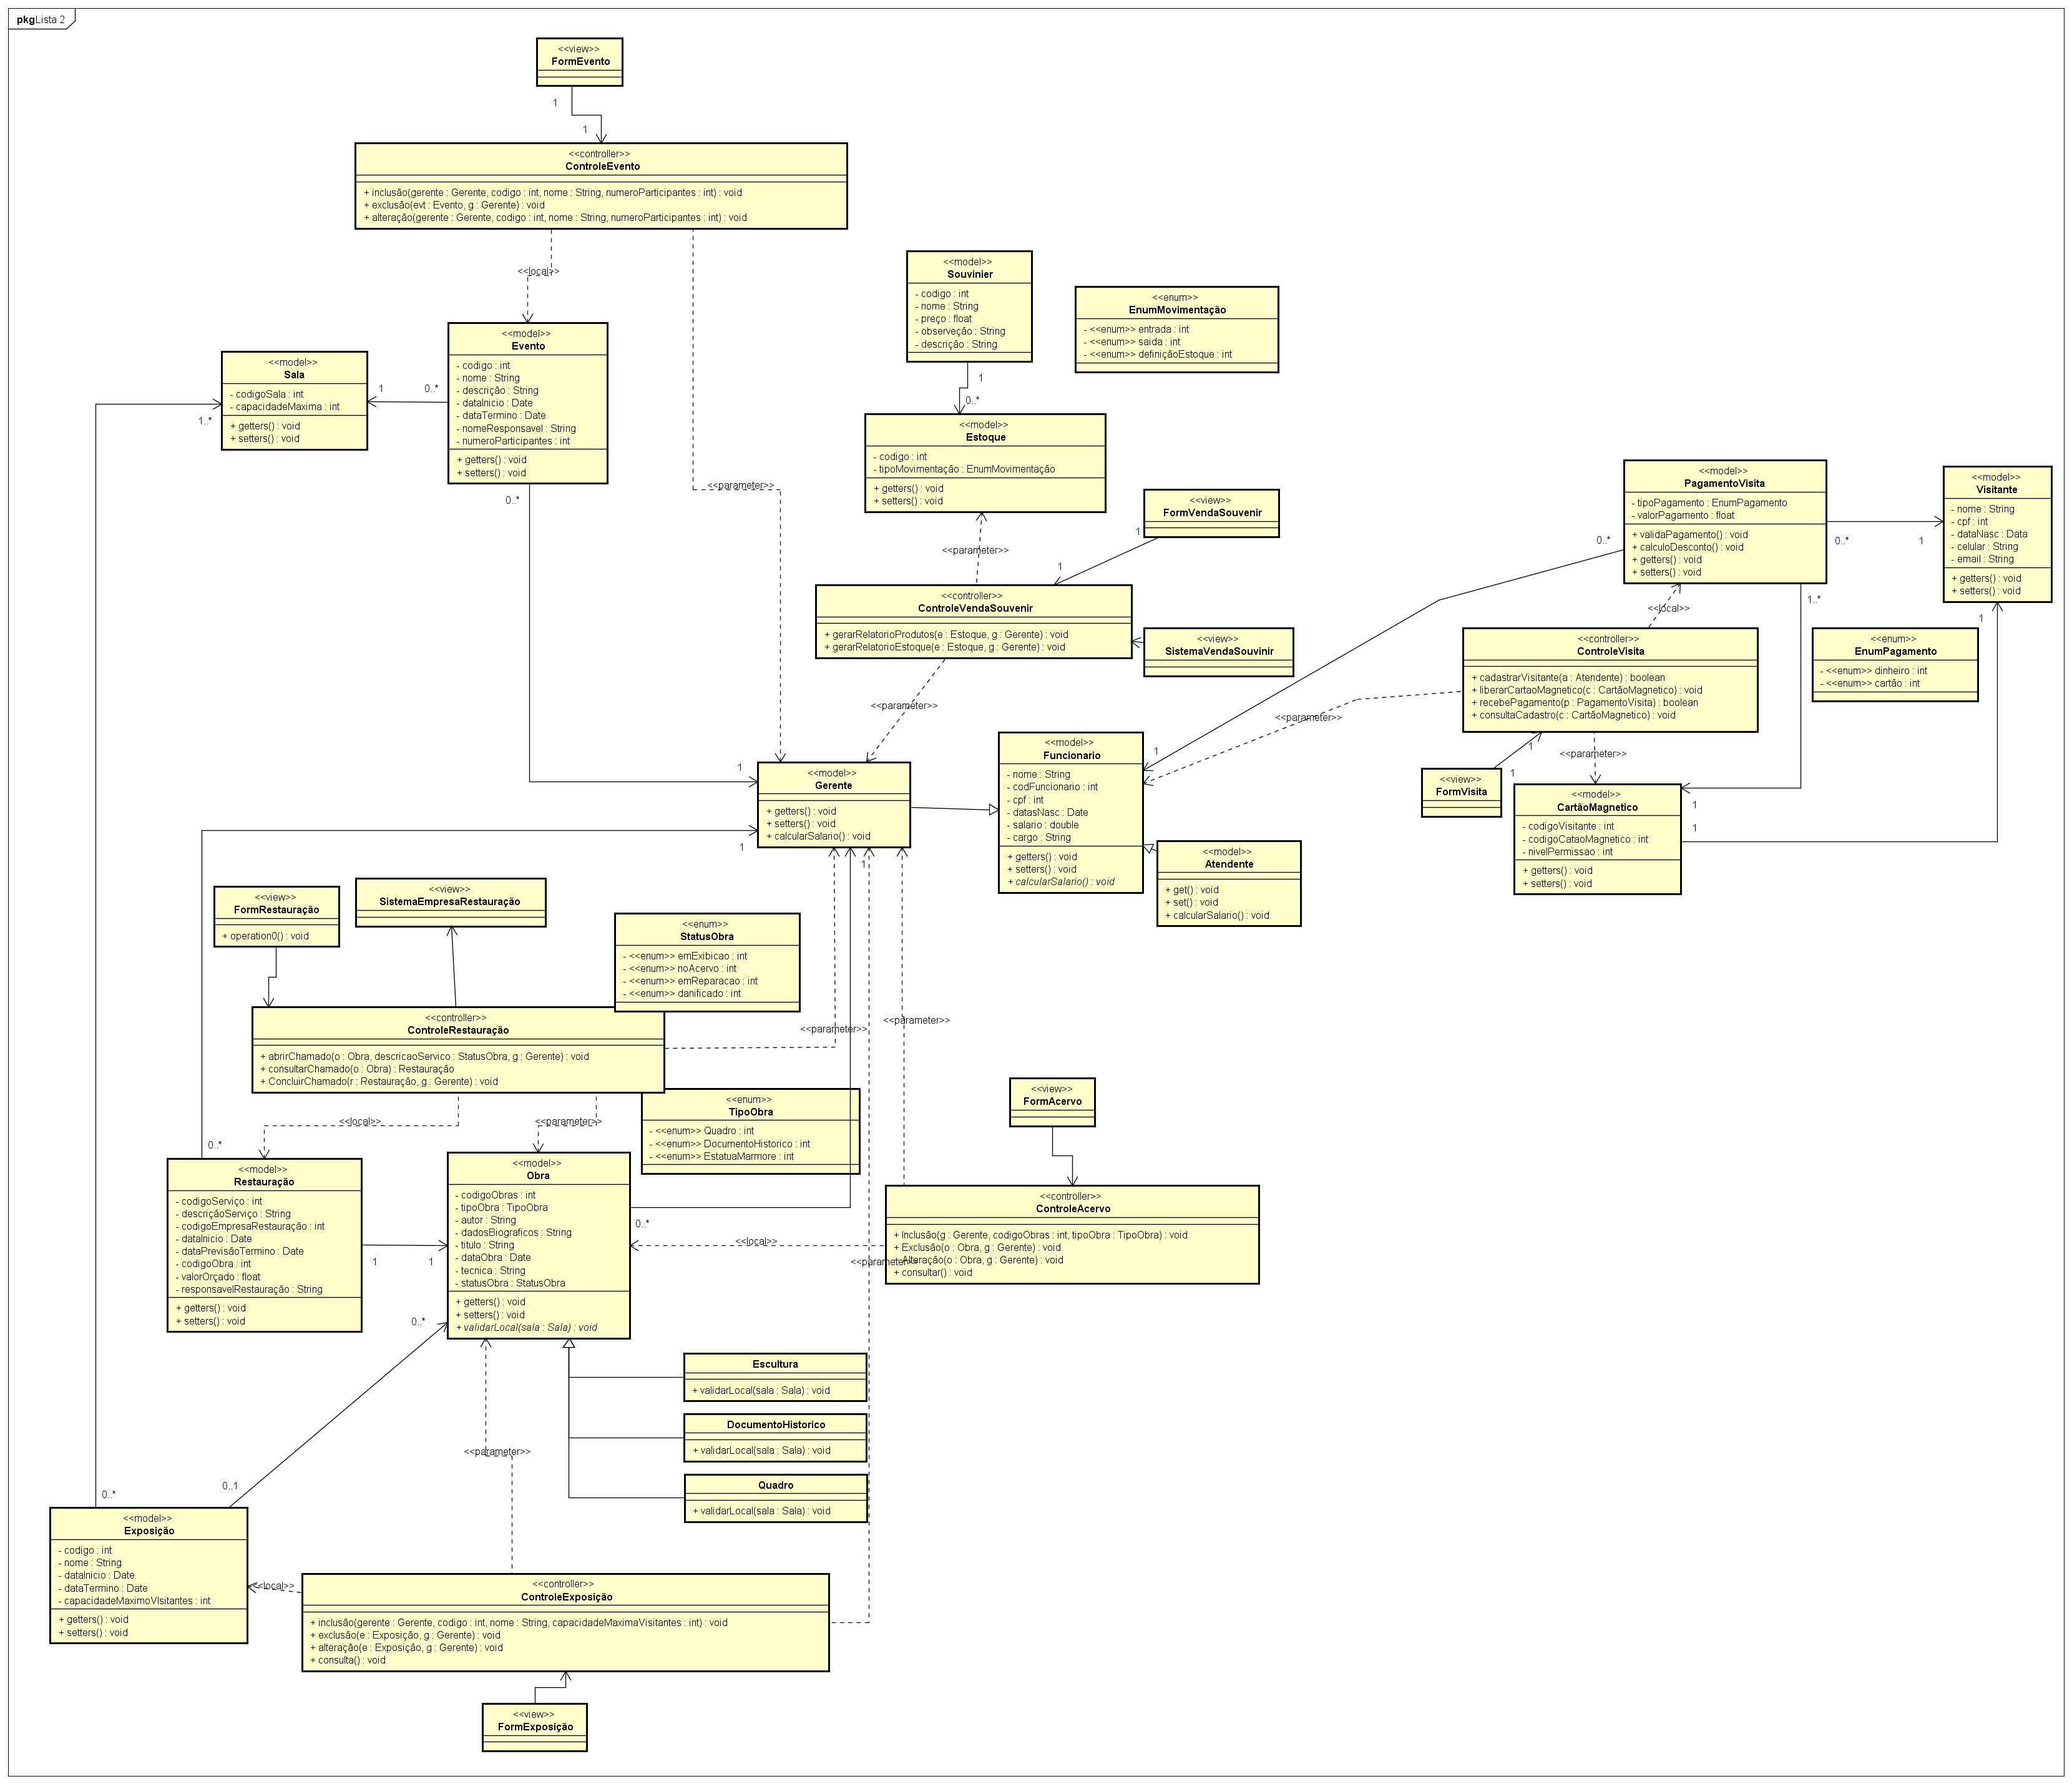 pkg Lista 2
<<view>>
FormEvento
1
1
<<controller>>
ControleEvento
+ inclusão(gerente : Gerente, codigo : int, nome : String, numeroParticipantes : int) : void
+ exclusão(evt : Evento, g : Gerente) : void
+ alteração(gerente : Gerente, codigo : int, nome : String, numeroParticipantes : int) : void
<<local>>
<<parameter>>
<<model>>
Evento
- codigo : int
- nome : String
- descrição : String
- dataInicio : Date
- dataTermino : Date
- nomeResponsavel : String
- numeroParticipantes : int
+ getters() : void
+ setters() : void
0..*
1
0..*
1
<<model>>
Sala
- codigoSala : int
- capacidadeMaxima : int
+ getters() : void
+ setters() : void
1..*
<<model>>
Souvinier
- codigo : int
- nome : String
- preço : float
- observeção : String
- descrição : String
1
0..*
<<enum>>
EnumMovimentação
- <<enum>> entrada : int
- <<enum>> saida : int
- <<enum>> definiçãoEstoque : int
<<model>>
Estoque
- codigo : int
- tipoMovimentação : EnumMovimentação
+ getters() : void
+ setters() : void
<<parameter>>
<<view>>
FormVendaSouvenir
1
1
<<controller>>
ControleVendaSouvenir
+ gerarRelatorioProdutos(e : Estoque, g : Gerente) : void
+ gerarRelatorioEstoque(e : Estoque, g : Gerente) : void
<<view>>
SistemaVendaSouvinir
<<parameter>>
<<model>>
PagamentoVisita
- tipoPagamento : EnumPagamento
- valorPagamento : float
+ validaPagamento() : void
+ calculoDesconto() : void
+ getters() : void
+ setters() : void
0..*
0..*
1
1..*
<<model>>
Visitante
- nome : String
- cpf : int
- dataNasc : Data
- celular : String
- email : String
+ getters() : void
+ setters() : void
1
<<local>>
<<controller>>
ControleVisita
+ cadastrarVisitante(a : Atendente) : boolean
+ liberarCartaoMagnetico(c : CartãoMagnetico) : void
+ recebePagamento(p : PagamentoVisita) : boolean
+ consultaCadastro(c : CartãoMagnetico) : void
<<enum>>
EnumPagamento
- <<enum>> dinheiro : int
- <<enum>> cartão : int
<<parameter>>
<<parameter>>
1
1
<<view>>
FormVisita
<<model>>
CartãoMagnetico
- codigoVisitante : int
- codigoCataoMagnetico : int
- nivelPermissao : int
+ getters() : void
+ setters() : void
1
1
<<model>>
Funcionario
- nome : String
- codFuncionario : int
- cpf : int
- datasNasc : Date
- salario : double
- cargo : String
+ getters() : void
+ setters() : void
+ calcularSalario() : void
1
<<model>>
Gerente
+ getters() : void
+ setters() : void
+ calcularSalario() : void
1
1
<<model>>
Atendente
+ get() : void
+ set() : void
+ calcularSalario() : void
<<view>>
FormRestauração
+ operation0() : void
<<view>>
SistemaEmpresaRestauração
<<enum>>
StatusObra
- <<enum>> emExibicao : int
- <<enum>> noAcervo : int
- <<enum>> emReparacao : int
- <<enum>> danificado : int
<<controller>>
ControleRestauração
+ abrirChamado(o : Obra, descricaoServico : StatusObra, g : Gerente) : void
+ consultarChamado(o : Obra) : Restauração
+ ConcluirChamado(r : Restauração, g : Gerente) : void
<<parameter>>
<<parameter>>
<<local>>
<<parameter>>
<<enum>>
TipoObra
- <<enum>> Quadro : int
- <<enum>> DocumentoHistorico : int
- <<enum>> EstatuaMarmore : int
<<view>>
FormAcervo
0..*
<<model>>
Restauração
- codigoServiço : int
- descriçãoServiço : String
- codigoEmpresaRestauração : int
- dataInicio : Date
- dataPrevisãoTermino : Date
- codigoObra : int
- valorOrçado : float
- responsavelRestauração : String
+ getters() : void
+ setters() : void
1
1
<<model>>
Obra
- codigoObras : int
- tipoObra : TipoObra
- autor : String
- dadosBiograficos : String
- titulo : String
- dataObra : Date
- tecnica : String
- statusObra : StatusObra
+ getters() : void
+ setters() : void
+ validarLocal(sala : Sala) : void
0..*
0..*
<<local>>
<<parameter>>
<<controller>>
ControleAcervo
+ Inclusão(g : Gerente, codigoObras : int, tipoObra : TipoObra) : void
+ Exclusão(o : Obra, g : Gerente) : void
+ Alteração(o : Obra, g : Gerente) : void
+ consultar() : void
Escultura
+ validarLocal(sala : Sala) : void
DocumentoHistorico
+ validarLocal(sala : Sala) : void
Quadro
+ validarLocal(sala : Sala) : void
<<parameter>>
0..*
0..1
<<model>>
Exposição
- codigo : int
- nome : String
- dataInicio : Date
- dataTermino : Date
- capacidadeMaximoVIsitantes : int
+ getters() : void
+ setters() : void
<<local>>
<<controller>>
ControleExposição
+ inclusão(gerente : Gerente, codigo : int, nome : String, capacidadeMaximaVisitantes : int) : void
+ exclusão(e : Exposição, g : Gerente) : void
+ alteração(e : Exposição, g : Gerente) : void
+ consulta() : void
<<view>>
FormExposição